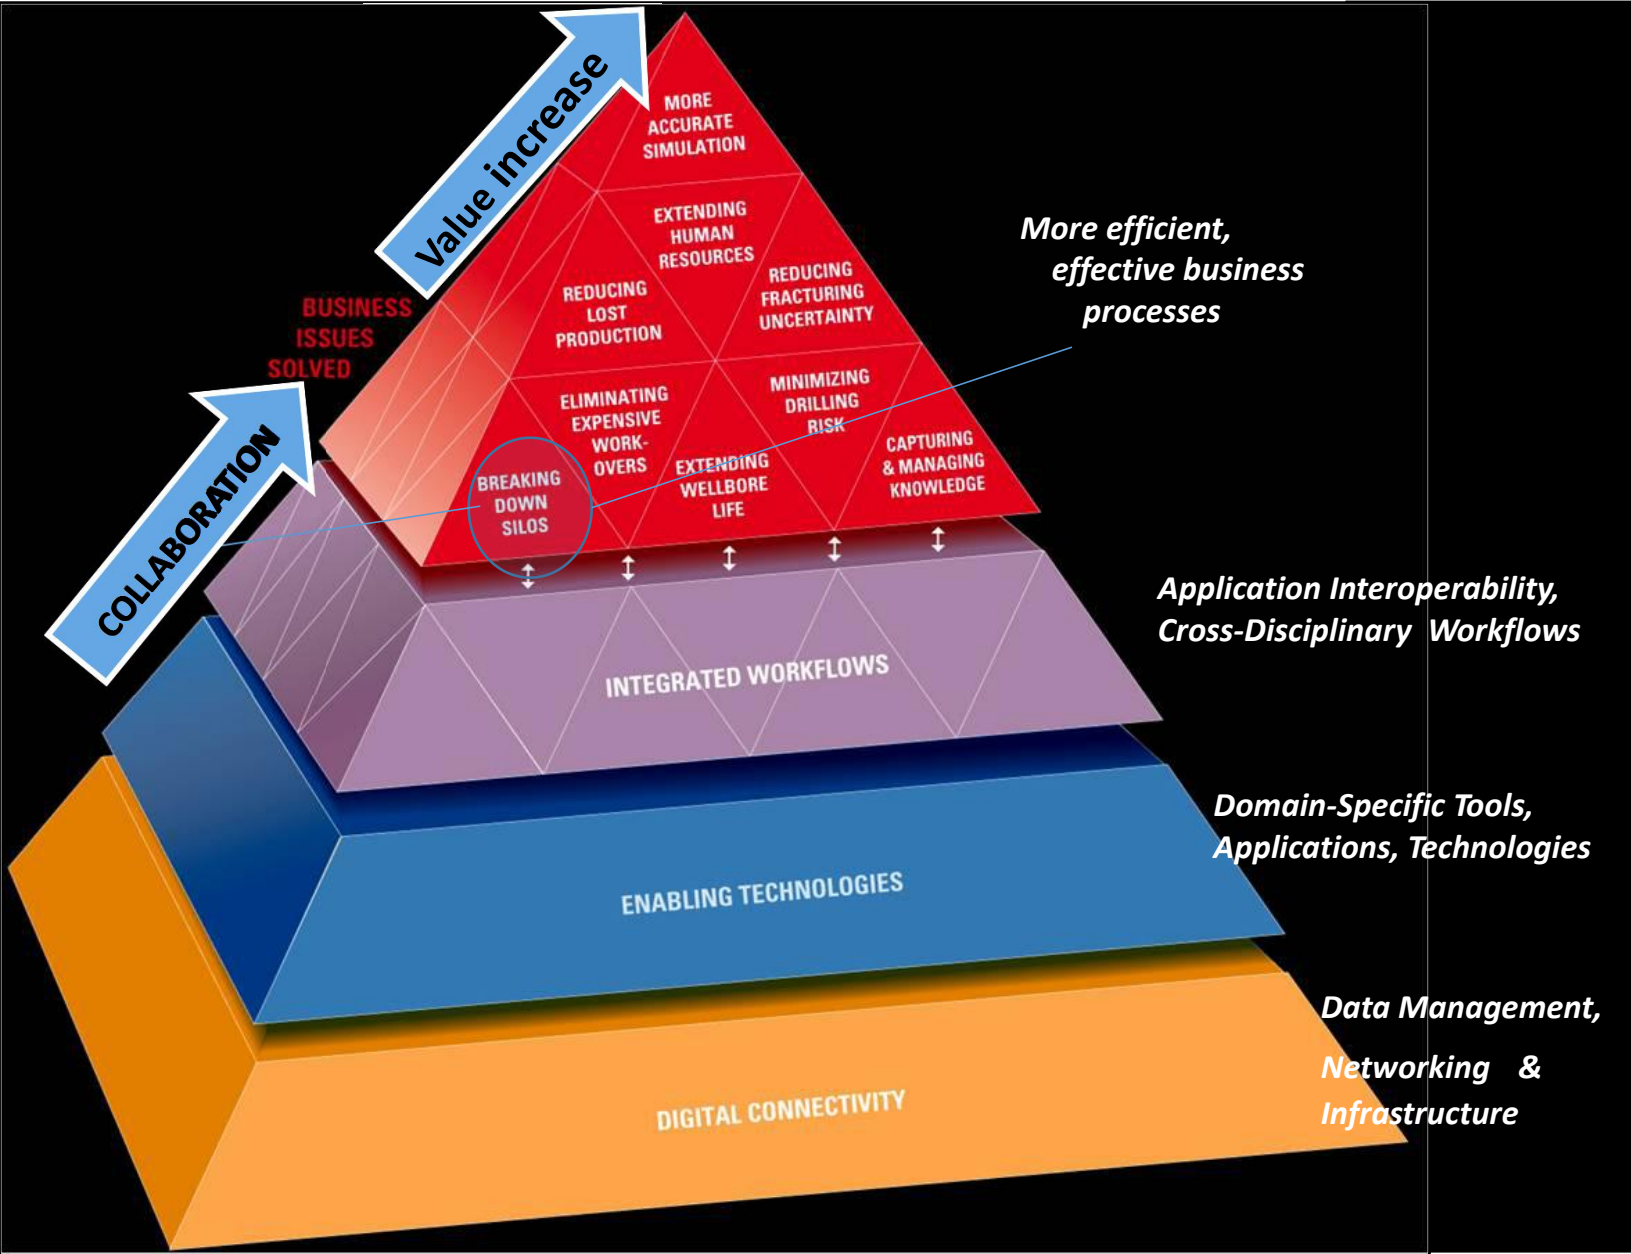 Value increase
MORE
ACCURATE
SIMULATION
EXTENDING
HUMAN
RESOURCES
REDUCING
LOST
PRODUCTION
REDUCING
FRACTURING
UNCERTAINTY
More efficient,
effective business
processes
BUSINESS
ISSUES
SOLVED
COLLABORATION
ELIMINATING
EXPENSIVE
WORK-
OVERS
MINIMIZING
DRILLING
RISK
BREAKING
DOWN
SILOS
EXTENDING
WELLBORE
LIFE
CAPTURING
& MANAGING
KNOWLEDGE
INTEGRATED WORKFLOWS
Application Interoperability,
Cross-Disciplinary Workflows
ENABLING TECHNOLOGIES
Domain-Specific Tools,
Applications, Technologies
DIGITAL CONNECTIVITY
Data Management,
Networking &
Infrastructure